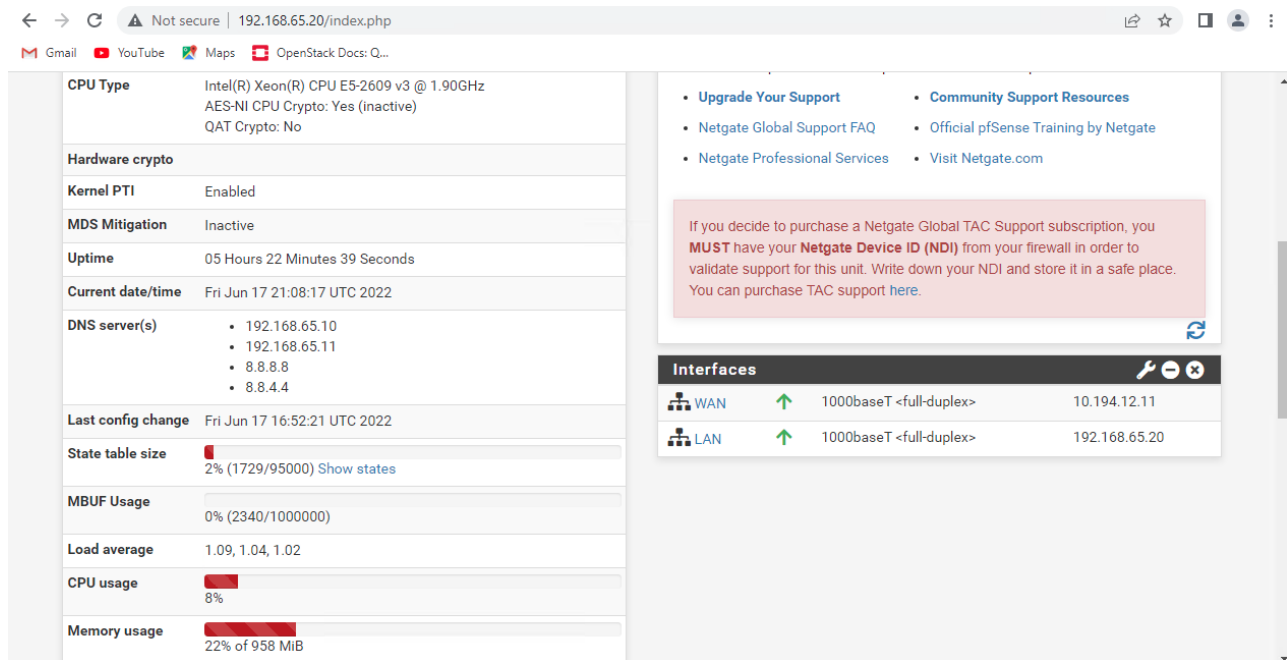 Not secure | 192.168.65.20/index.php
Gmail YouTube Maps OpenStack Docs: Q...
CPU Type
Intel(R) Xeon(R) CPU E5-2609 v3 @ 1.90GHz
AES-NI CPU Crypto: Yes (inactive)
QAT Crypto: No
Hardware crypto
Kernel PTI Enabled
MDS Mitigation Inactive
Uptime 05 Hours 22 Minutes 39 Seconds
Current date/time Fri Jun 17 21:08:17 UTC 2022
DNS server(s)
192.168.65.10
192.168.65.11
8.8.8.8
8.8.4.4
Last config change Fri Jun 17 16:52:21 UTC 2022
State table size
2% (1729/95000) Show states
MBUF Usage
0% (2340/1000000)
Load average 1.09, 1.04, 1.02
CPU usage
8%
Memory usage
22% of 958 MiB
Upgrade Your Support
Community Support Resources
Netgate Global Support FAQ
Official pfSense Training by Netgate
Netgate Professional Services
Visit Netgate.com
If you decide to purchase a Netgate Global TAC Support subscription, you
MUST have your Netgate Device ID (NDI) from your firewall in order to
validate support for this unit. Write down your NDI and store it in a safe place.
You can purchase TAC support here.
Interfaces
WAN 1000baseT <full-duplex> 10.194.12.11
LAN 1000baseT <full-duplex> 192.168.65.20